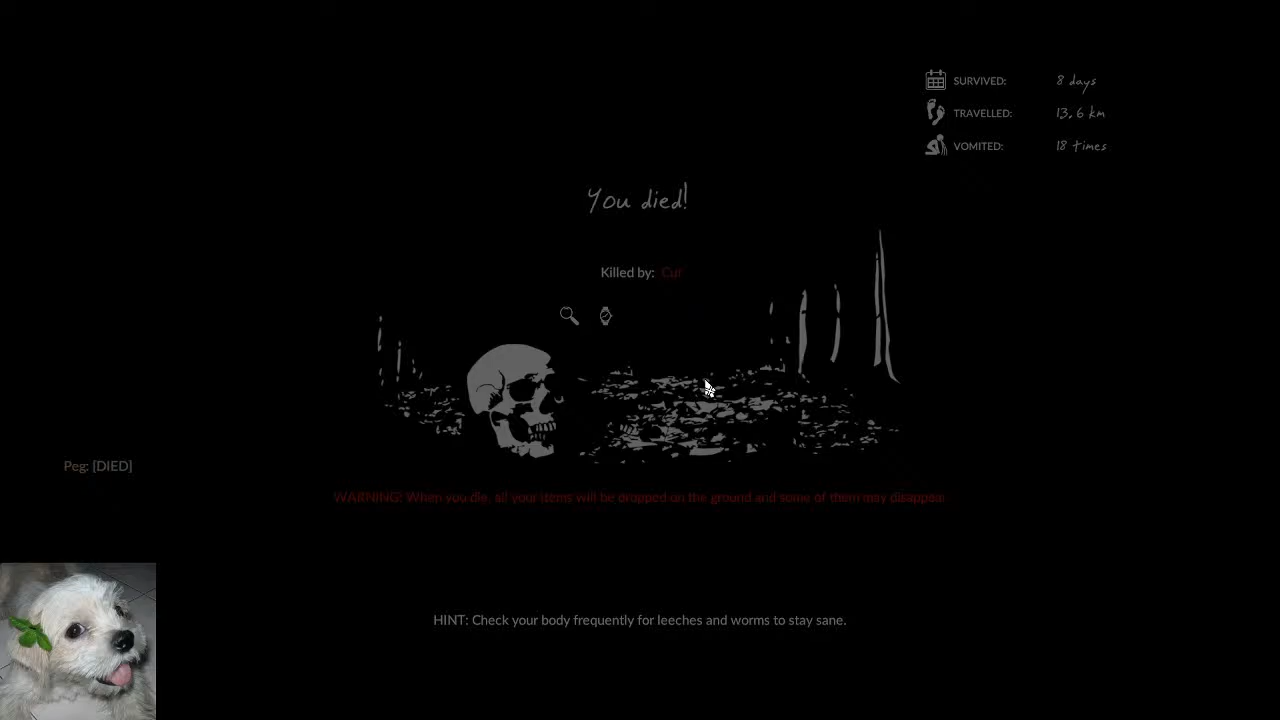 SURVIVED: 8 days
TRAVELLED: 13,6 km
VOMITED: 18 times
You died!
Killed by: Cut
Peg: [DIED]
WARNING! When you die, all your items will be dropped on the ground and some of them may disappear
HINT: Check your body frequently for leeches and worms to stay sane.